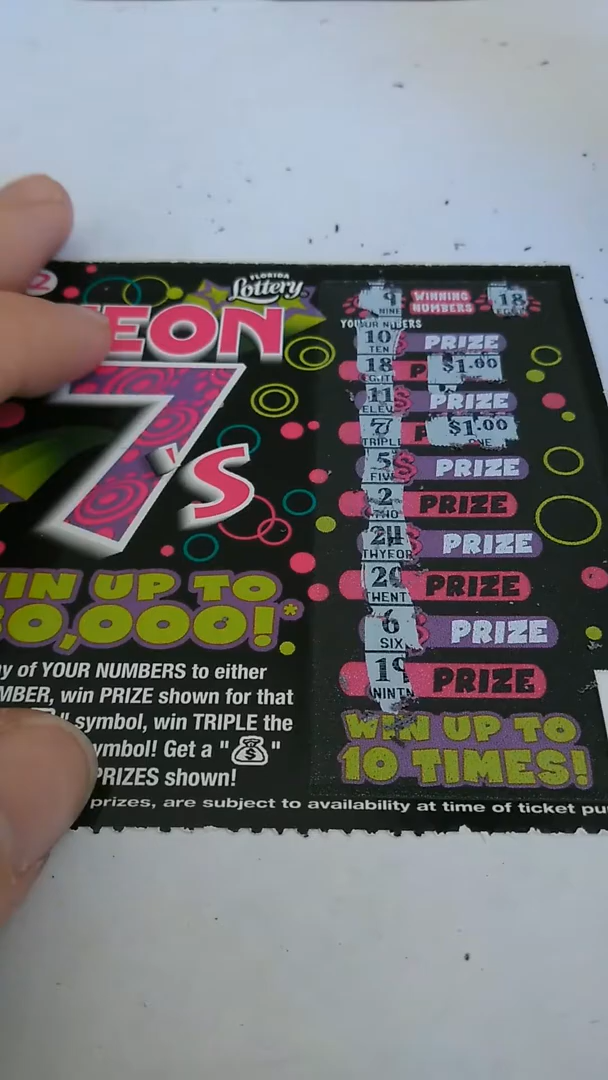 2
FLORIDA
Lottery
EON
7'S
WIN UP TO
0,000!*
ny of YOUR NUMBERS to either
MBER, win PRIZE shown for that
" symbol, win TRIPLE the
ymbol! Get a " "
PRIZES shown!
prizes, are subject to availability at time of ticket pu
9 WINNING NUMBERS 18
NINE
10 PRIZE
TEN
18 P $1.00
11 PRIZE
ELEV
7 $1.00
TRIPL ONE
5 PRIZE
FIV
2 PRIZE
TWO
24 PRIZE
20 PRIZE
6 PRIZE
SIX
19 PRIZE
NINTN
WIN UP TO
10 TIMES!